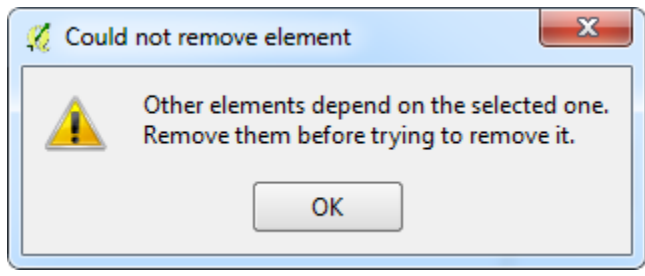 Could not remove element
Other elements depend on the selected one.
Remove them before trying to remove it.
OK